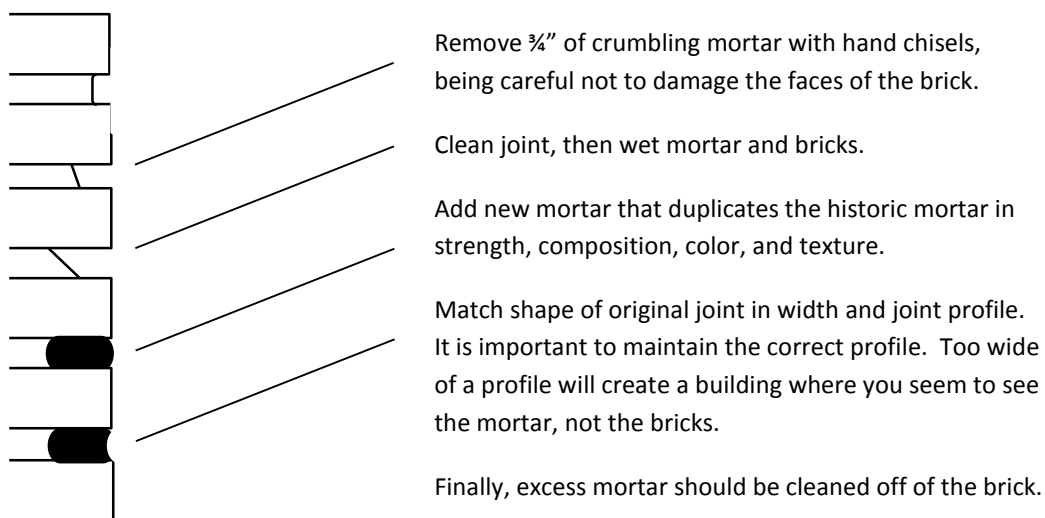 Remove ¾” of crumbling mortar with hand chisels,
being careful not to damage the faces of the brick.
Clean joint, then wet mortar and bricks.
Add new mortar that duplicates the historic mortar in
strength, composition, color, and texture.
Match shape of original joint in width and joint profile.
It is important to maintain the correct profile.  Too wide
of a profile will create a building where you seem to see
the mortar, not the bricks.
Finally, excess mortar should be cleaned off of the brick.